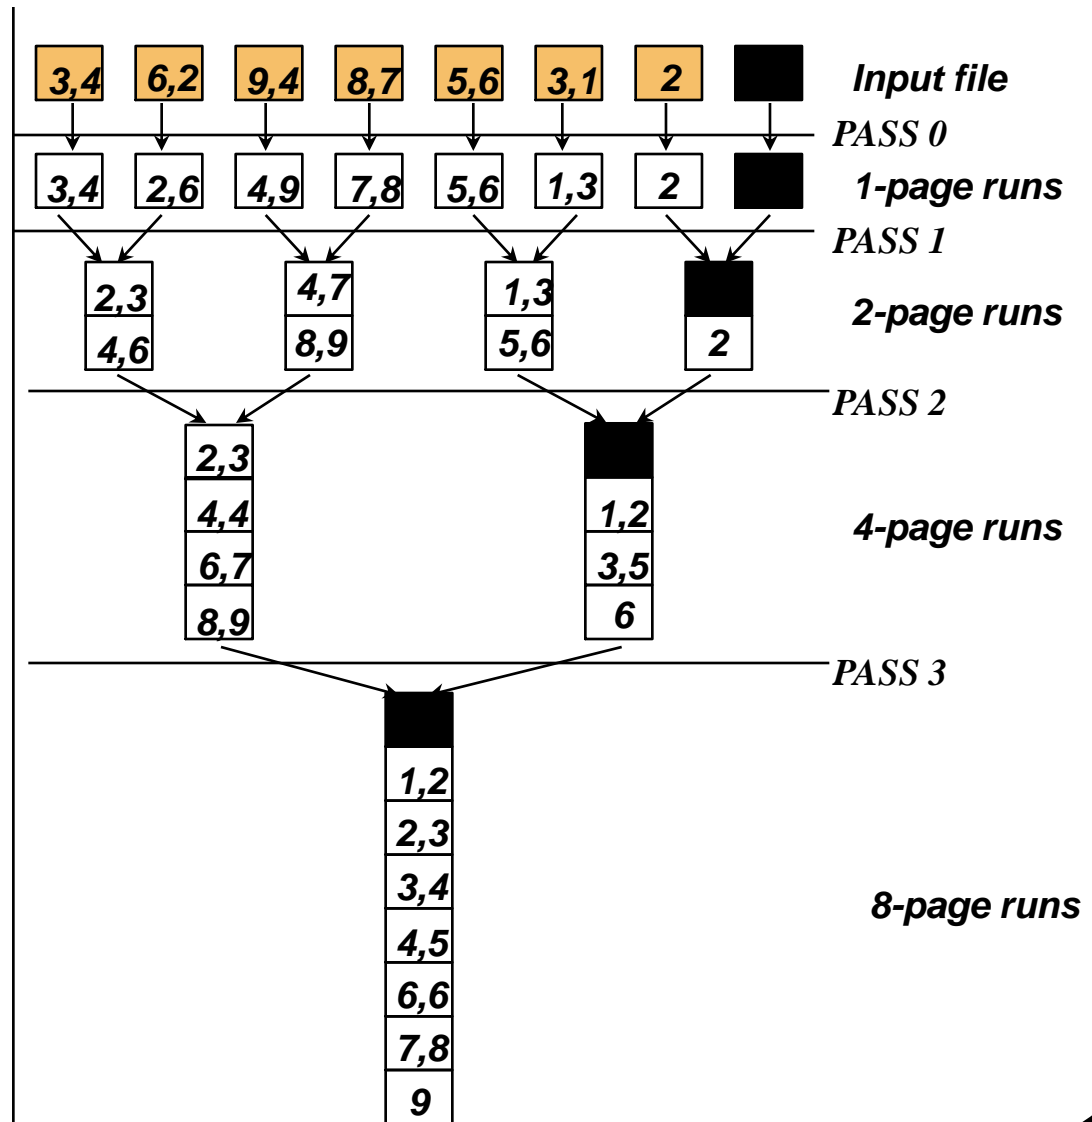 3,4 6,2 9,4 8,7 5,6 3,1 2 Input file
PASS 0
3,4 2,6 4,9 7,8 5,6 1,3 2 1-page runs
PASS 1
2,3 4,7 1,3
4,6 8,9 5,6 2
2-page runs
PASS 2
2,3
4,4 1,2
6,7 3,5
8,9 6
4-page runs
PASS 3
1,2
2,3
3,4
4,5
6,6
7,8
9
8-page runs